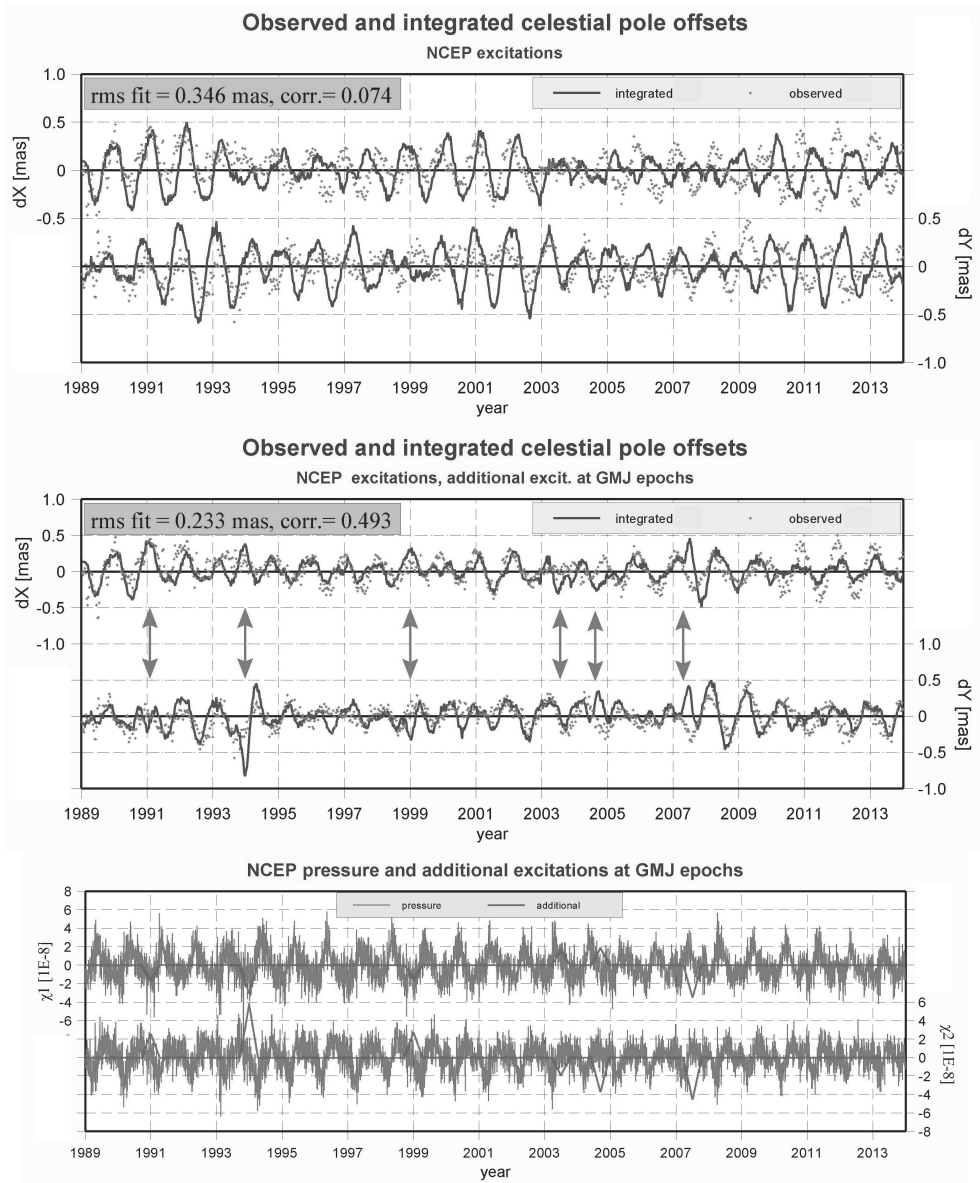 Observed and integrated celestial pole offsets
NCEP excitations
rms fit = 0.346 mas, corr.= 0.074
integrated observed
dX [mas]
1.0
0.5
0
-0.5
dY [mas]
0.5
0
-0.5
-1.0
1989 1991 1993 1995 1997 1999 2001 2003 2005 2007 2009 2011 2013
year
Observed and integrated celestial pole offsets
NCEP excitations, additional excit. at GMJ epochs
rms fit = 0.233 mas, corr.= 0.493
integrated observed
dX [mas]
1.0
0.5
0
-0.5
-1.0
dY [mas]
1.0
0.5
0
-0.5
-1.0
1989 1991 1993 1995 1997 1999 2001 2003 2005 2007 2009 2011 2013
year
NCEP pressure and additional excitations at GMJ epochs
pressure additional
χ1 [1E-8]
8
6
4
2
0
-2
-4
-6
χ2 [1E-8]
6
4
2
0
-2
-4
-6
-8
1989 1991 1993 1995 1997 1999 2001 2003 2005 2007 2009 2011 2013
year